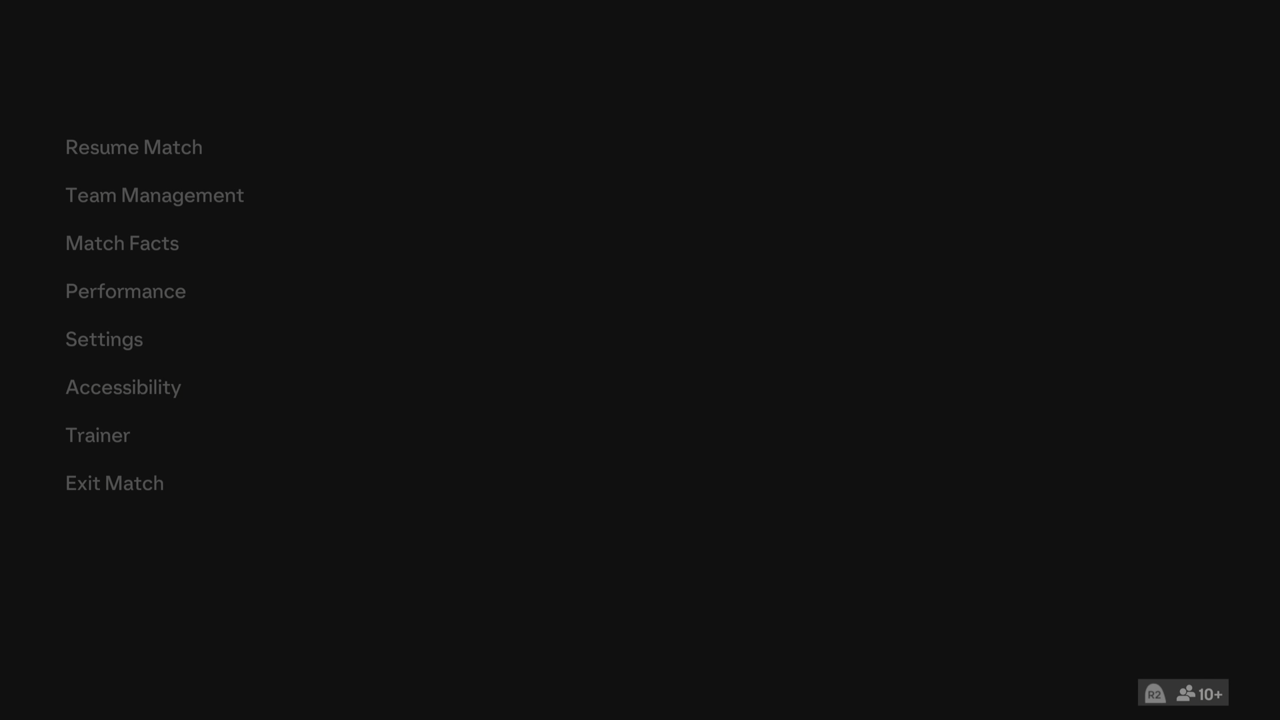 Resume Match
Team Management
Match Facts
Performance
Settings
Accessibility
Trainer
Exit Match
R2 10+